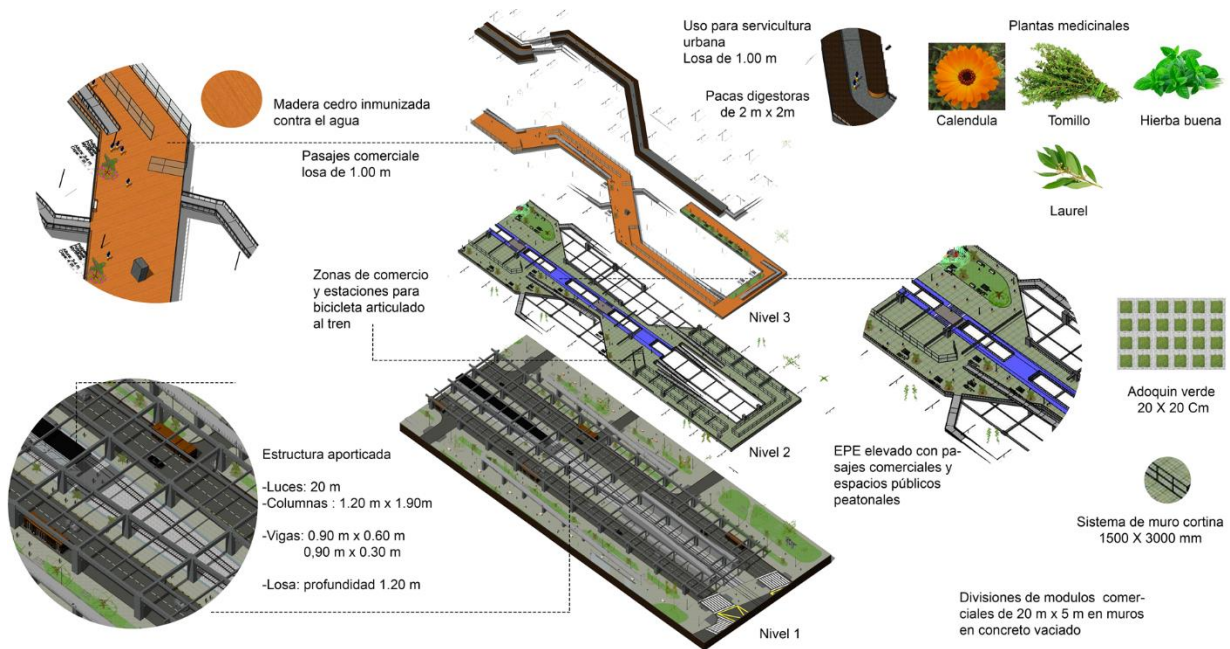 Uso para servicultura
urbana
Losa de 1.00 m
Pacas digestoras
de 2 m x 2m
Plantas medicinales
Calendula
Tomillo
Hierba buena
Laurel
Madera cedro inmunizada
contra el agua
Pasajes comerciale
losa de 1.00 m
Zonas de comercio
y estaciones para
bicicleta articulado
al tren
Nivel 3
Nivel 2
Nivel 1
Estructura aporticada
-Luces: 20 m
-Columnas : 1.20 m x 1.90m
-Vigas: 0.90 m x 0.60 m
0,90 m x 0.30 m
-Losa: profundidad 1.20 m
EPE elevado con pa-
sajes comerciales y
espacios públicos
peatonales
Adoquin verde
20 X 20 Cm
Sistema de muro cortina
1500 X 3000 mm
Divisiones de modulos comer-
ciales de 20 m x 5 m en muros
en concreto vaciado